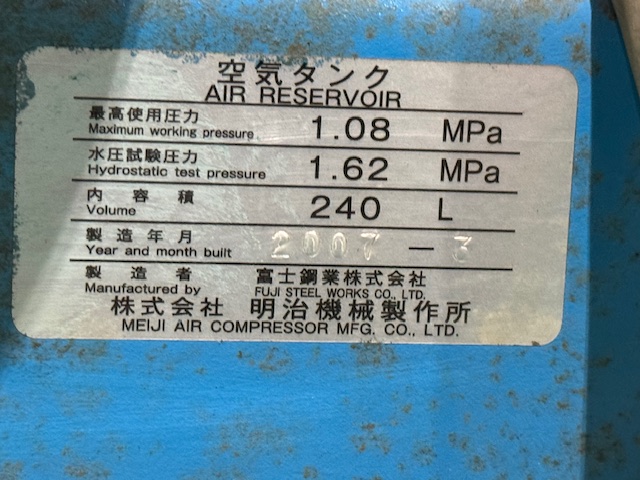 空気タンク
AIR RESERVOIR
最高使用圧力 1.08 MPa
Maximum working pressure
水圧試験圧力 1.62 MPa
Hydrostatic test pressure
内容積 240 L
Volume
製造年月 2007 - 3
Year and month built
製造者 富士鋼業株式会社
Manufactured by FUJI STEEL WORKS CO., LTD.
株式会社 明治機械製作所
MEIJI AIR COMPRESSOR MFG. CO., LTD.